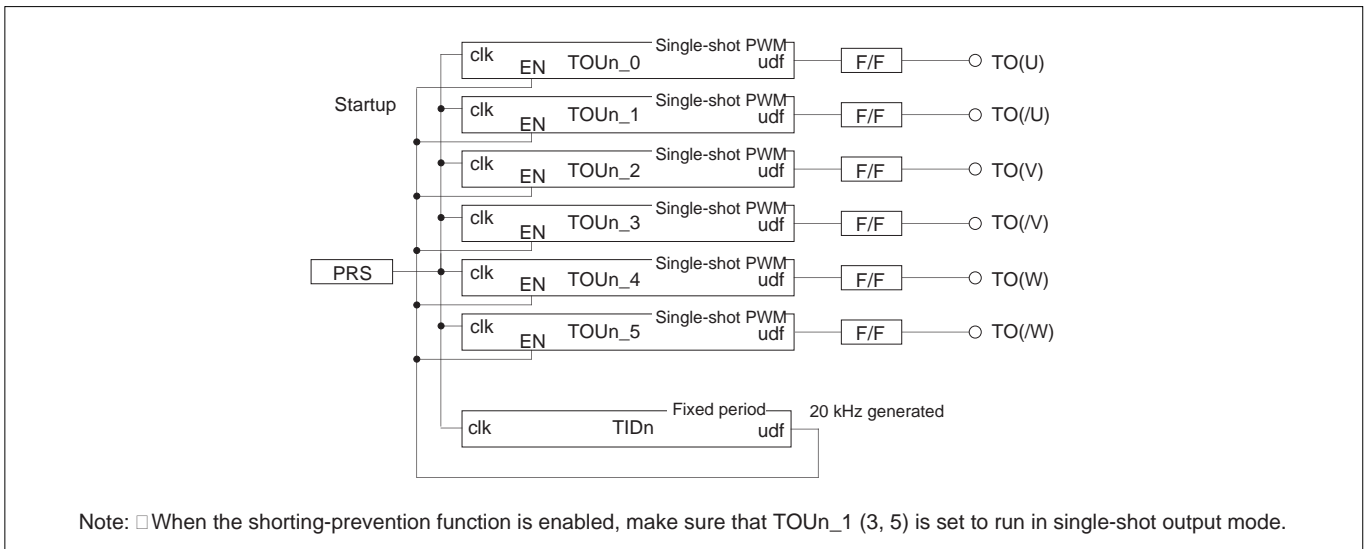 Single-shot PWM
clk EN TOUn_0 udf F/F TO(U)
Startup
Single-shot PWM
clk EN TOUn_1 udf F/F TO(/U)
Single-shot PWM
clk EN TOUn_2 udf F/F TO(V)
Single-shot PWM
clk EN TOUn_3 udf F/F TO(/V)
PRS
Single-shot PWM
clk EN TOUn_4 udf F/F TO(W)
Single-shot PWM
clk EN TOUn_5 udf F/F TO(/W)
Fixed period 20 kHz generated
clk TIDn udf
Note: □ When the shorting-prevention function is enabled, make sure that TOUn_1 (3, 5) is set to run in single-shot output mode.